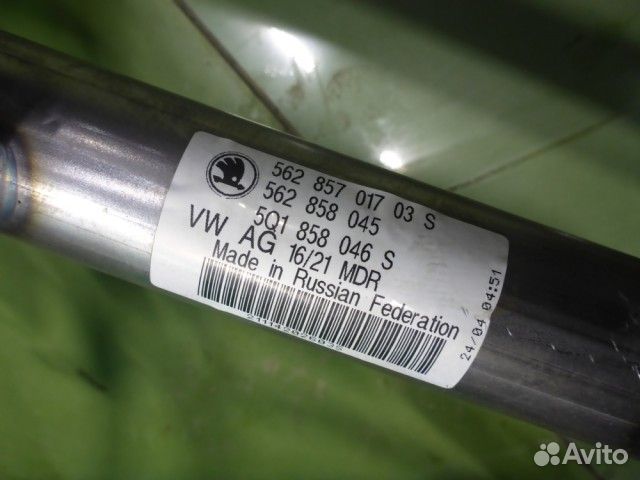 562 857 017 03 S
562 858 045
5Q1 858 046 S
VW AG 16/21 MDR
Made in Russian Federation
24/04 04:51
Avito